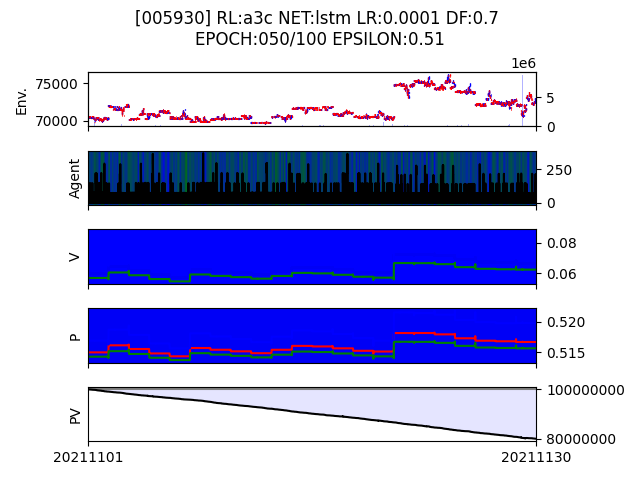 [005930] RL:a3c NET:lstm LR:0.0001 DF:0.7
EPOCH:050/100 EPSILON:0.51
1e6
Env.
75000
70000
5
0
Agent
250
0
V
0.08
0.06
P
0.520
0.515
PV
100000000
80000000
20211101
20211130